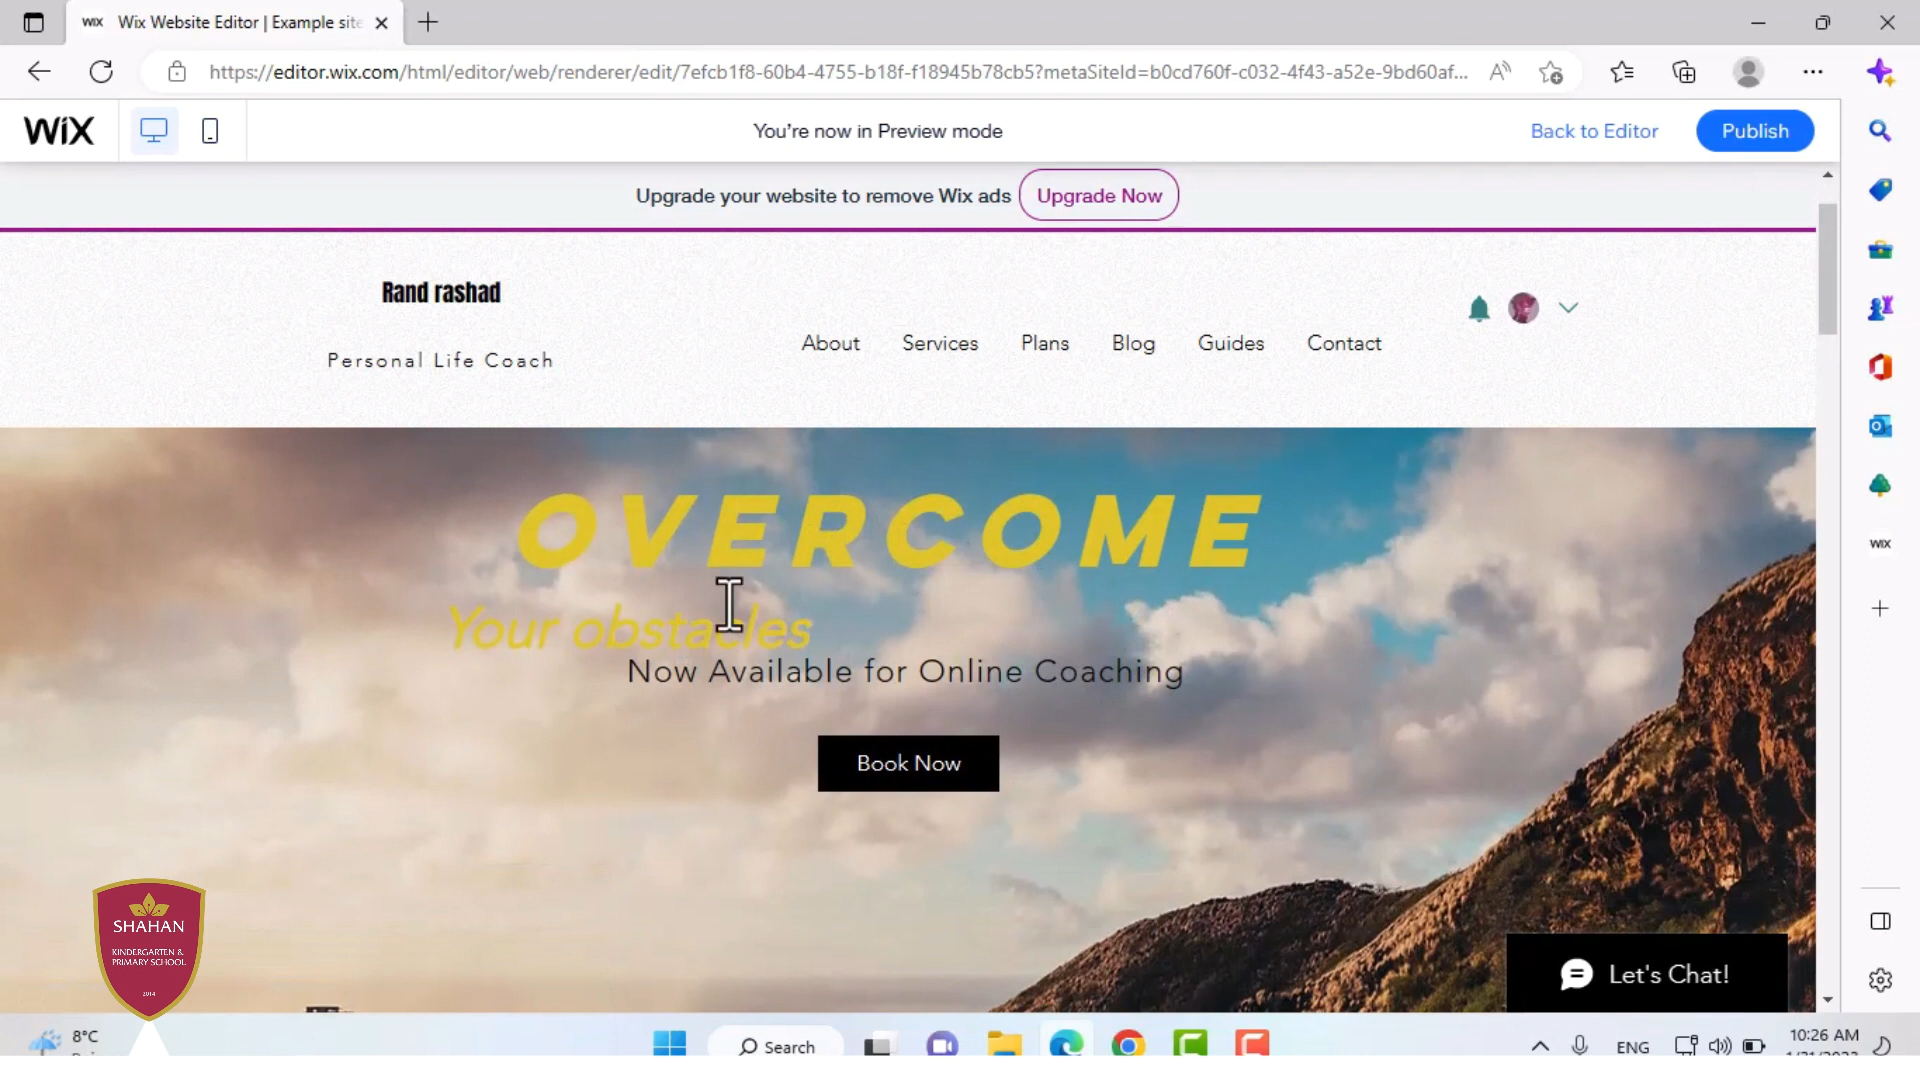 WIX Wix Website Editor | Example site
https://editor.wix.com/html/editor/web/renderer/edit/7efcb1f8-60b4-4755-b18f-f18945b78cb5?metaSiteId=b0cd760f-c032-4f43-a52e-9bd60af...
WiX
You're now in Preview mode
Back to Editor
Publish
Upgrade your website to remove Wix ads
Upgrade Now
Rand rashad
Personal Life Coach
About Services Plans Blog Guides Contact
OVERCOME
Your obstacles
Now Available for Online Coaching
Book Now
WIX
SHAHAN
KINDERGARTEN &
PRIMARY SCHOOL
2014
Let's Chat!
8°C
Search
ENG
10:26 AM